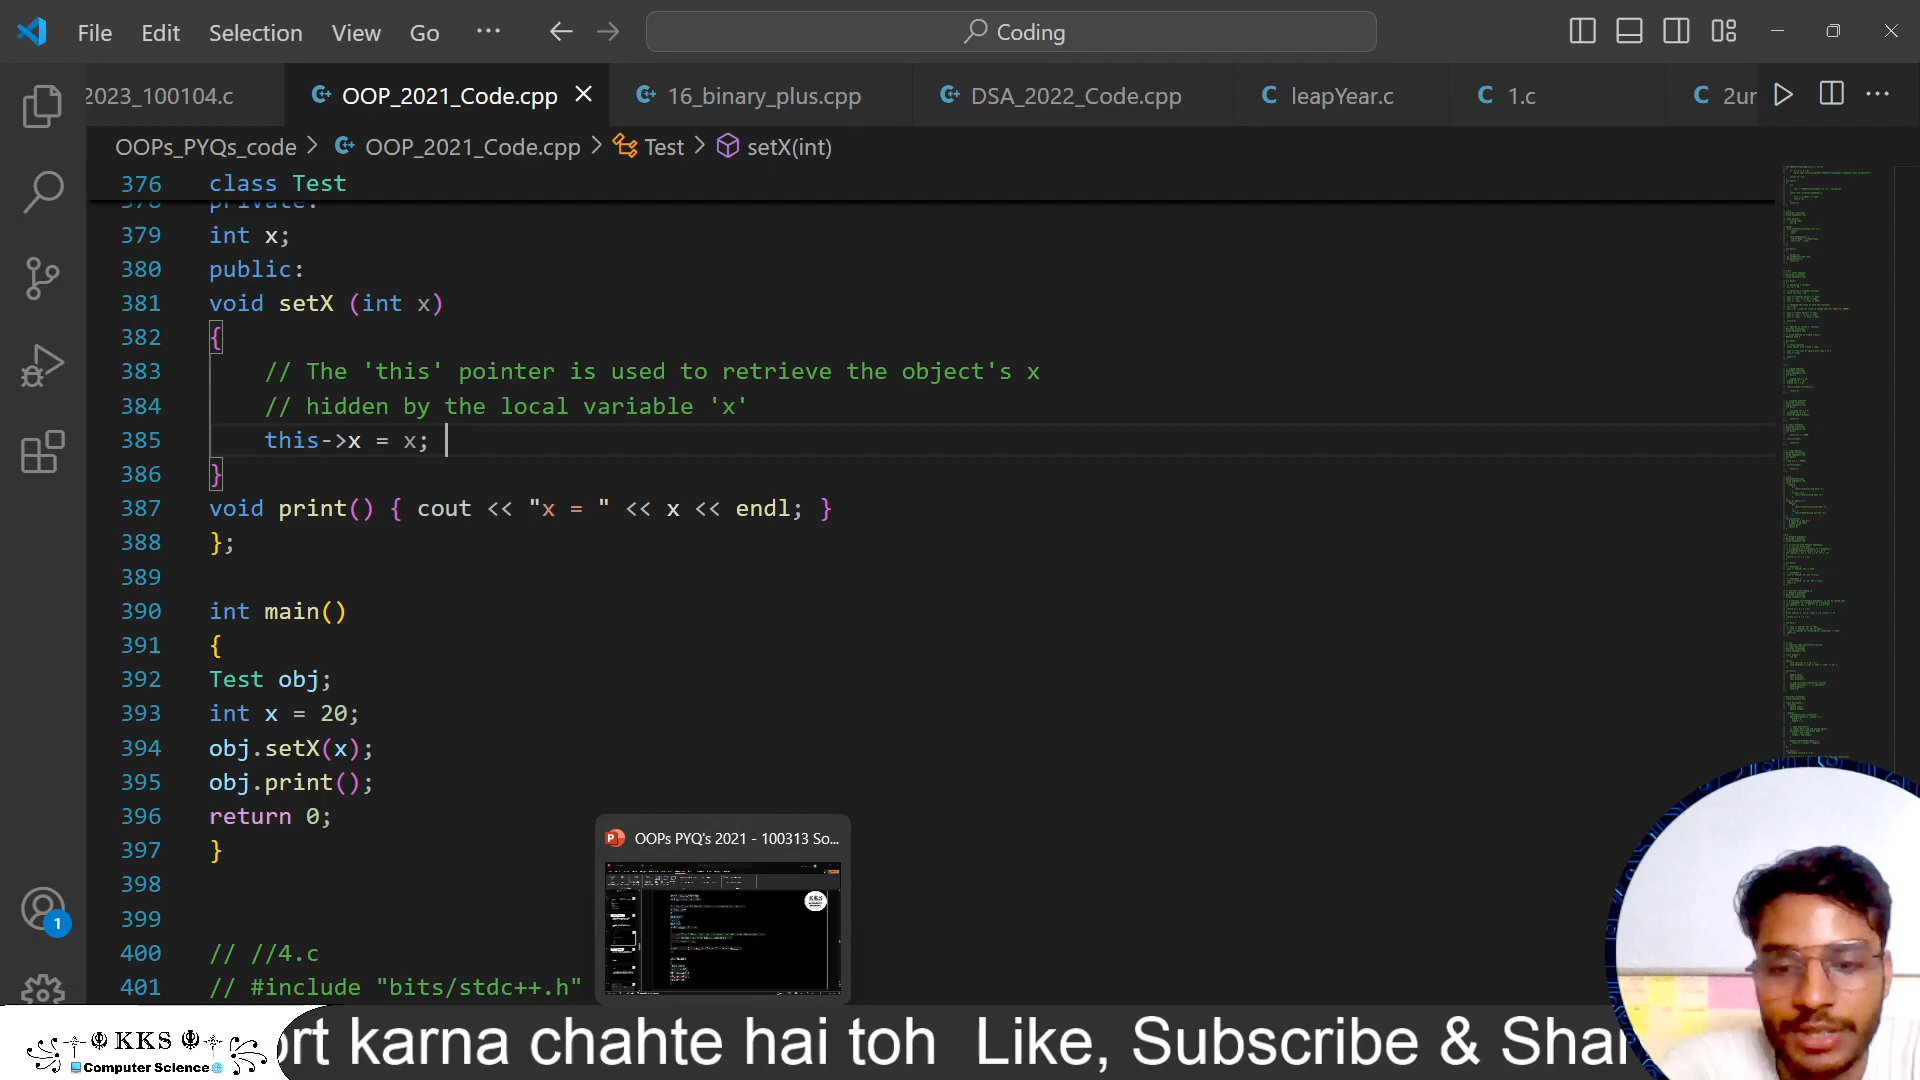 File Edit Selection View Go ··· Coding
2023_100104.c OOP_2021_Code.cpp 16_binary_plus.cpp DSA_2022_Code.cpp leapYear.c 1.c 2ur
OOPs_PYQs_code > OOP_2021_Code.cpp > Test > setX(int)
376 class Test
378 private:
379 int x;
380 public:
381 void setX (int x)
382 {
383 // The 'this' pointer is used to retrieve the object's x
384 // hidden by the local variable 'x'
385 this->x = x;
386 }
387 void print() { cout << "x = " << x << endl; }
388 };
389
390 int main()
391 {
392 Test obj;
393 int x = 20;
394 obj.setX(x);
395 obj.print();
396 return 0;
397 }
398
399
400 // //4.c
401 // #include "bits/stdc++.h"
1
OOPs PYQ's 2021 - 100313 So...
KKS
KKS
Computer Science
ort karna chahte hai toh Like, Subscribe & Shar